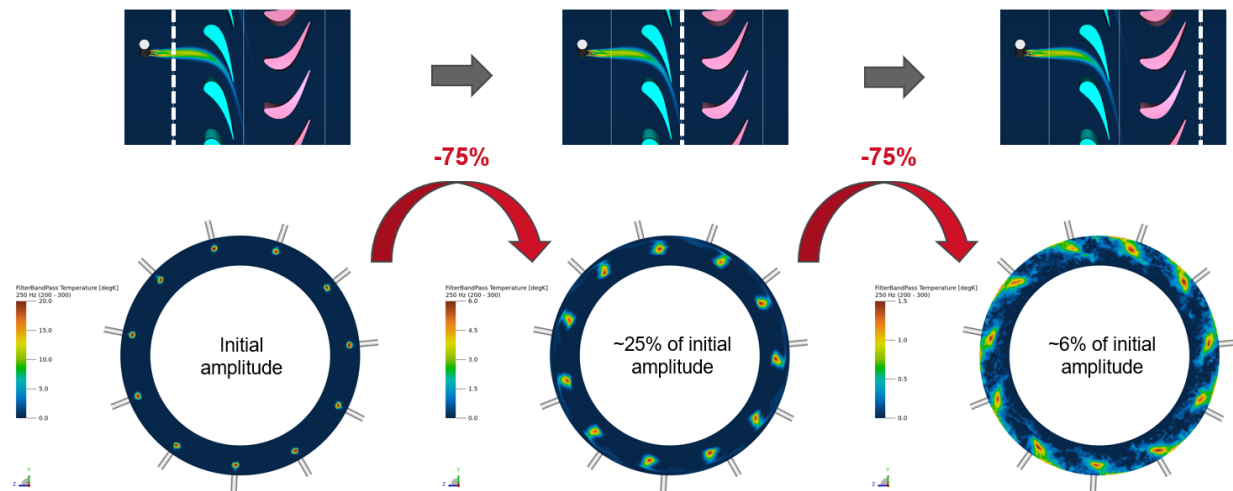 -75%
-75%
FilterBandPass Temperature [degK]
250 Hz (200 - 300)
20.0
15.0
10.0
5.0
0.0
Initial
amplitude
Y
Z
FilterBandPass Temperature [degK]
250 Hz (200 - 300)
6.0
4.5
3.0
1.5
0.0
~25% of initial
amplitude
Y
Z
FilterBandPass Temperature [degK]
250 Hz (200 - 300)
1.5
1.0
0.5
0.0
~6% of initial
amplitude
Y
Z